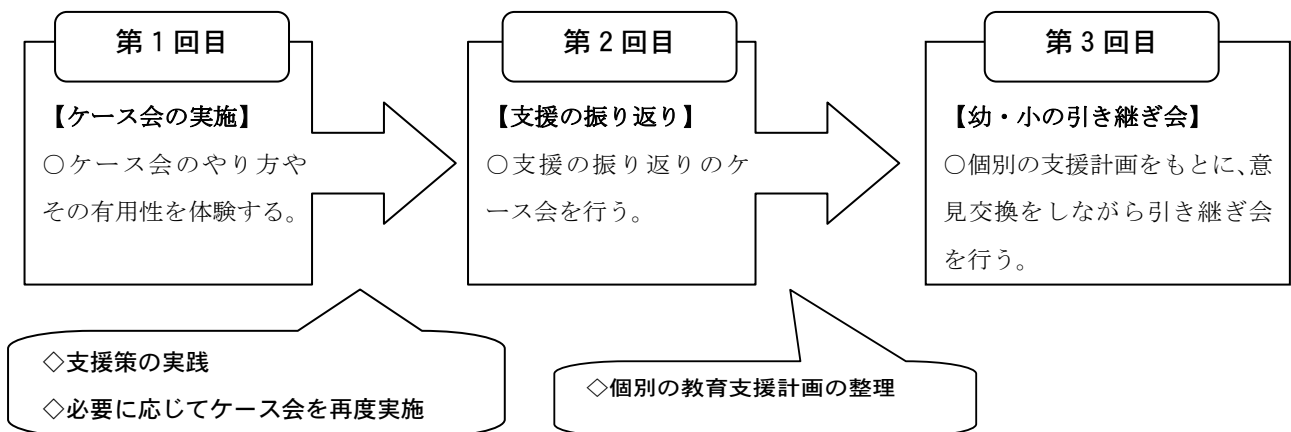 第1回目
【ケース会の実施】
○ケース会のやり方や
その有用性を体験する。
第2回目
【支援の振り返り】
○支援の振り返りのケ
ース会を行う。
第3回目
【幼・小の引き継ぎ会】
○個別の支援計画をもとに、意
見交換をしながら引き継ぎ会
を行う。
◇支援策の実践
◇必要に応じてケース会を再度実施
◇個別の教育支援計画の整理